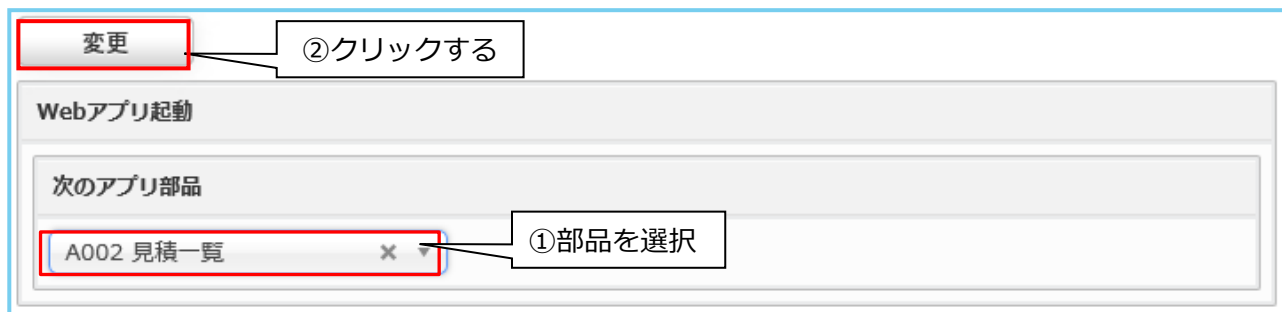 変更
②クリックする
Webアプリ起動
次のアプリ部品
A002 見積一覧
①部品を選択